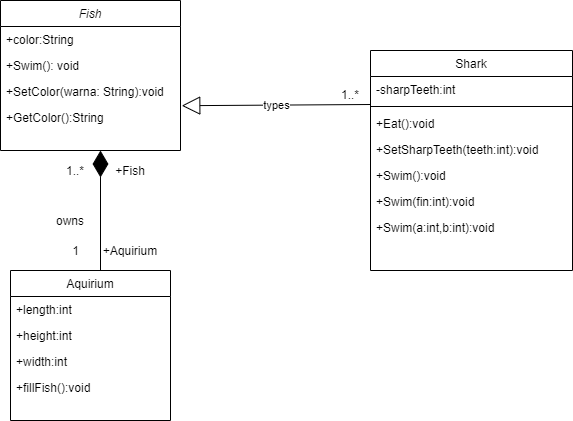 Fish
+color:String
+Swim(): void
+SetColor(warna: String):void
+GetColor():String
Shark
-sharpTeeth:int
+Eat():void
+SetSharpTeeth(teeth:int):void
+Swim():void
+Swim(fin:int):void
+Swim(a:int,b:int):void
types
1..*
1..*
+Fish
owns
1
+Aquirium
Aquirium
+length:int
+height:int
+width:int
+fillFish():void